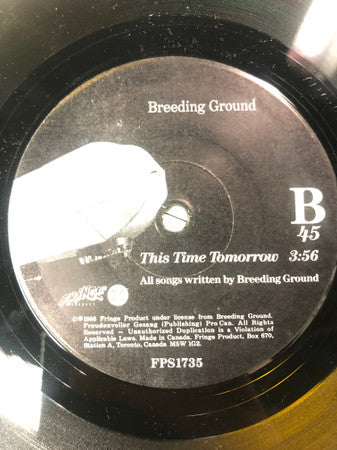 Breeding Ground
B
45
This Time Tomorrow 3:56
All songs written by Breeding Ground
FRINGE
℗©1986 Fringe Product under license from Breeding Ground.
Freudenvoller Gesang (Publishing) Pro Can. All Rights
Reserved — Unauthorized Duplication is a Violation of
Applicable Laws. Made in Canada. Fringe Product, Box 670,
Station A, Toronto, Canada M5W 1G2.
FPS1735